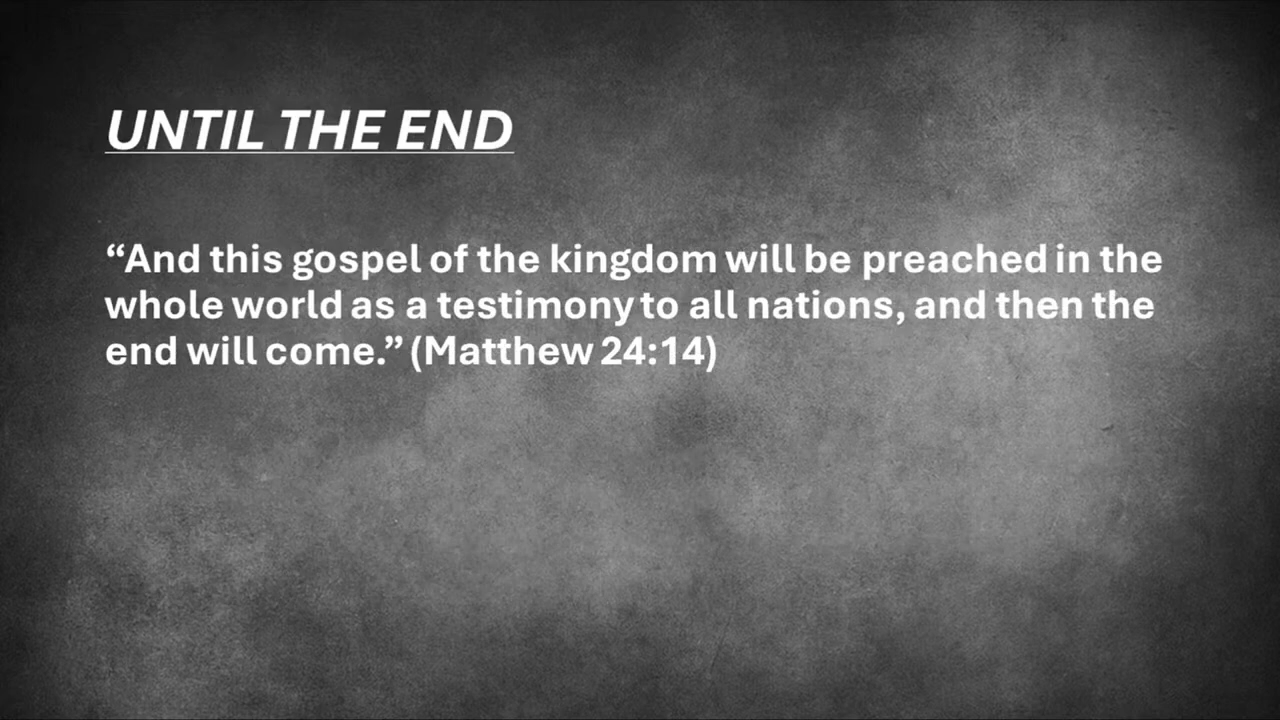 UNTIL THE END
“And this gospel of the kingdom will be preached in the
whole world as a testimony to all nations, and then the
end will come.” (Matthew 24:14)